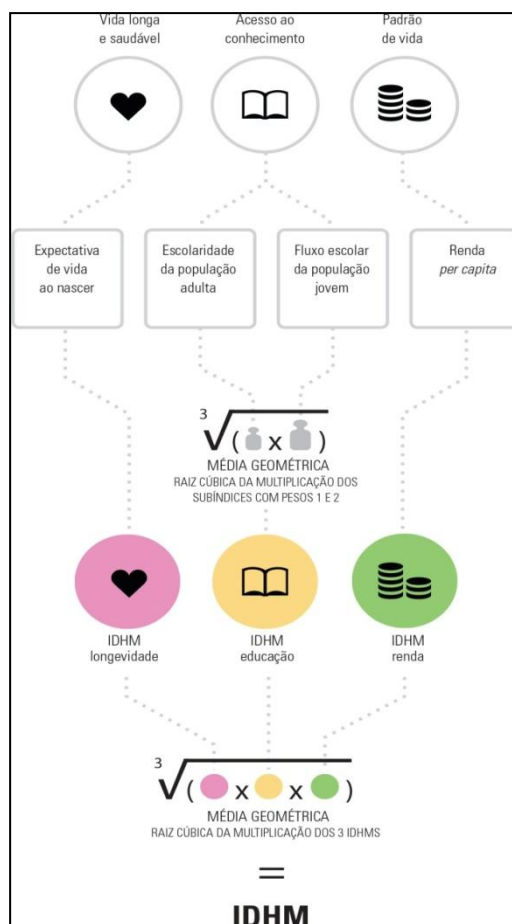 Vida longa
e saudável
Acesso ao
conhecimento
Padrão
de vida
Expectativa
de vida
ao nascer
Escolaridade
da população
adulta
Fluxo escolar
da população
jovem
Renda
per capita
3√( x )
MÉDIA GEOMÉTRICA
RAIZ CÚBICA DA MULTIPLICAÇÃO DOS
SUBÍNDICES COM PESOS 1 E 2
IDHM
longevidade
IDHM
educação
IDHM
renda
3√( x x )
MÉDIA GEOMÉTRICA
RAIZ CÚBICA DA MULTIPLICAÇÃO DOS 3 IDHMS
=
IDHM